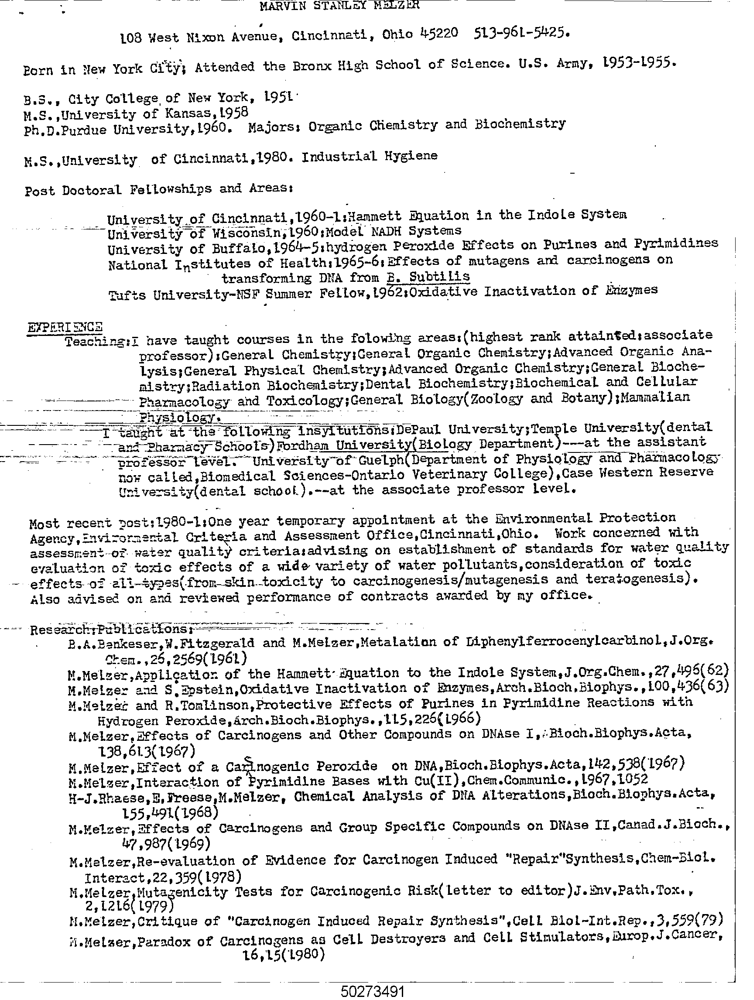 MARVIN STANLEY MELZER
108 West Nixon Avenue, Cincinnati, Ohio 45220 513-961-5425.
Born in New York City; Attended the Bronx High School of Science. U.S. Army, 1953-1955.
B.S., City College of New York, 1951
M.S.,University of Kansas,1958
Ph.D.Purdue University,1960. Majors: Organic Chemistry and Biochemistry
M.S.,University of Cincinnati,1980. Industrial Hygiene
Post Doctoral Fellowships and Areas:
University of Cincinnati,1960-1:Hammett Equation in the Indole System
University of Wisconsin,1960:Model NADH Systems
University of Buffalo,1964-5:hydrogen Peroxide Effects on Purines and Pyrimidines
National Institutes of Health:1965-6:Effects of mutagens and carcinogens on
transforming DNA from B. Subtilis
Tufts University-NSF Summer Fellow,1962:Oxidative Inactivation of Enzymes
EXPERIENCE
Teaching:I have taught courses in the folowing areas:(highest rank attainted:associate
professor):General Chemistry;General Organic Chemistry;Advanced Organic Ana-
lysis;General Physical Chemistry;Advanced Organic Chemistry;General Bioche-
mistry;Radiation Biochemistry;Dental Biochemistry;Biochemical and Cellular
Pharmacology and Toxicology;General Biology(Zoology and Botany);Mammalian
Physiology.
I taught at the following insyitutions:DePaul University;Temple University(dental
and Pharmacy Schools)Fordham University(Biology Department)---at the assistant
professor level. University of Guelph(Department of Physiology and Pharmacology
now called,Biomedical Sciences-Ontario Veterinary College),Case Western Reserve
University(dental school).--at the associate professor level.
Most recent post:1980-1:One year temporary appointment at the Environmental Protection
Agency,Environmental Criteria and Assessment Office,Cincinnati,Ohio. Work concerned with
assessment of water quality criteria:advising on establishment of standards for water quality
evaluation of toxic effects of a wide variety of water pollutants,consideration of toxic
effects of all-types(from skin toxicity to carcinogenesis/mutagenesis and teratogenesis).
Also advised on and reviewed performance of contracts awarded by my office.
Research:Publications:
B.A.Benkeser,W.Fitzgerald and M.Melzer,Metalation of Diphenylferrocenylcarbinol,J.Org.
Chem.,26,2569(1961)
M.Melzer,Application of the Hammett Equation to the Indole System,J.Org.Chem.,27,496(62)
M.Melzer and S.Epstein,Oxidative Inactivation of Enzymes,Arch.Bioch.Biophys.,100,436(63)
M.Melzer and R.Tomlinson,Protective Effects of Purines in Pyrimidine Reactions with
Hydrogen Peroxide,Arch.Bioch.Biophys.,115,226(1966)
M.Melzer,Effects of Carcinogens and Other Compounds on DNAse I,Bioch.Biophys.Acta,
138,613(1967)
M.Melzer,Effect of a Carcinogenic Peroxide on DNA,Bioch.Biophys.Acta,142,538(1967)
M.Melzer,Interaction of Pyrimidine Bases with Cu(II),Chem.Communic.,1967,1052
H-J.Rhaese,E.Freese,M.Melzer, Chemical Analysis of DNA Alterations,Bioch.Biophys.Acta,
155,491(1968)
M.Melzer,Effects of Carcinogens and Group Specific Compounds on DNAse II,Canad.J.Bioch.,
47,987(1969)
M.Melzer,Re-evaluation of Evidence for Carcinogen Induced "Repair"Synthesis,Chem-Biol.
Interact,22,359(1978)
M.Melzer,Mutagenicity Tests for Carcinogenic Risk(letter to editor)J.Env.Path.Tox.,
2,1216(1979)
M.Melzer,Critique of "Carcinogen Induced Repair Synthesis",Cell Biol-Int.Rep.,3,559(79)
M.Melzer,Paradox of Carcinogens as Cell Destroyers and Cell Stimulators,Europ.J.Cancer,
16,15(1980)
50273491